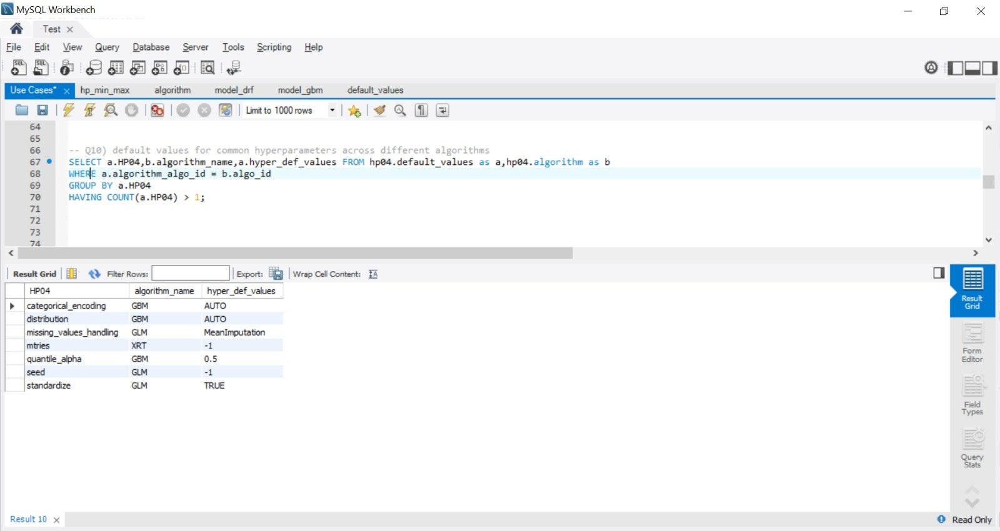 MySQL Workbench
Test
File Edit View Query Database Server Tools Scripting Help
Use Cases* hp_min_max algorithm model_drf model_gbm default_values
Limit to 1000 rows
64
65
66 -- Q10) default values for common hyperparameters across different algorithms
67 SELECT a.HP04,b.algorithm_name,a.hyper_def_values FROM hp04.default_values as a,hp04.algorithm as b
68 WHERE a.algorithm_algo_id = b.algo_id
69 GROUP BY a.HP04
70 HAVING COUNT(a.HP04) > 1;
71
72
73
74
Result Grid Filter Rows: Export: Wrap Cell Content:
HP04 algorithm_name hyper_def_values
categorical_encoding GBM AUTO
distribution GBM AUTO
missing_values_handling GLM MeanImputation
mtries XRT -1
quantile_alpha GBM 0.5
seed GLM -1
standardize GLM TRUE
Result
Grid
Form
Editor
Field
Types
Query
Stats
Result 10
Read Only